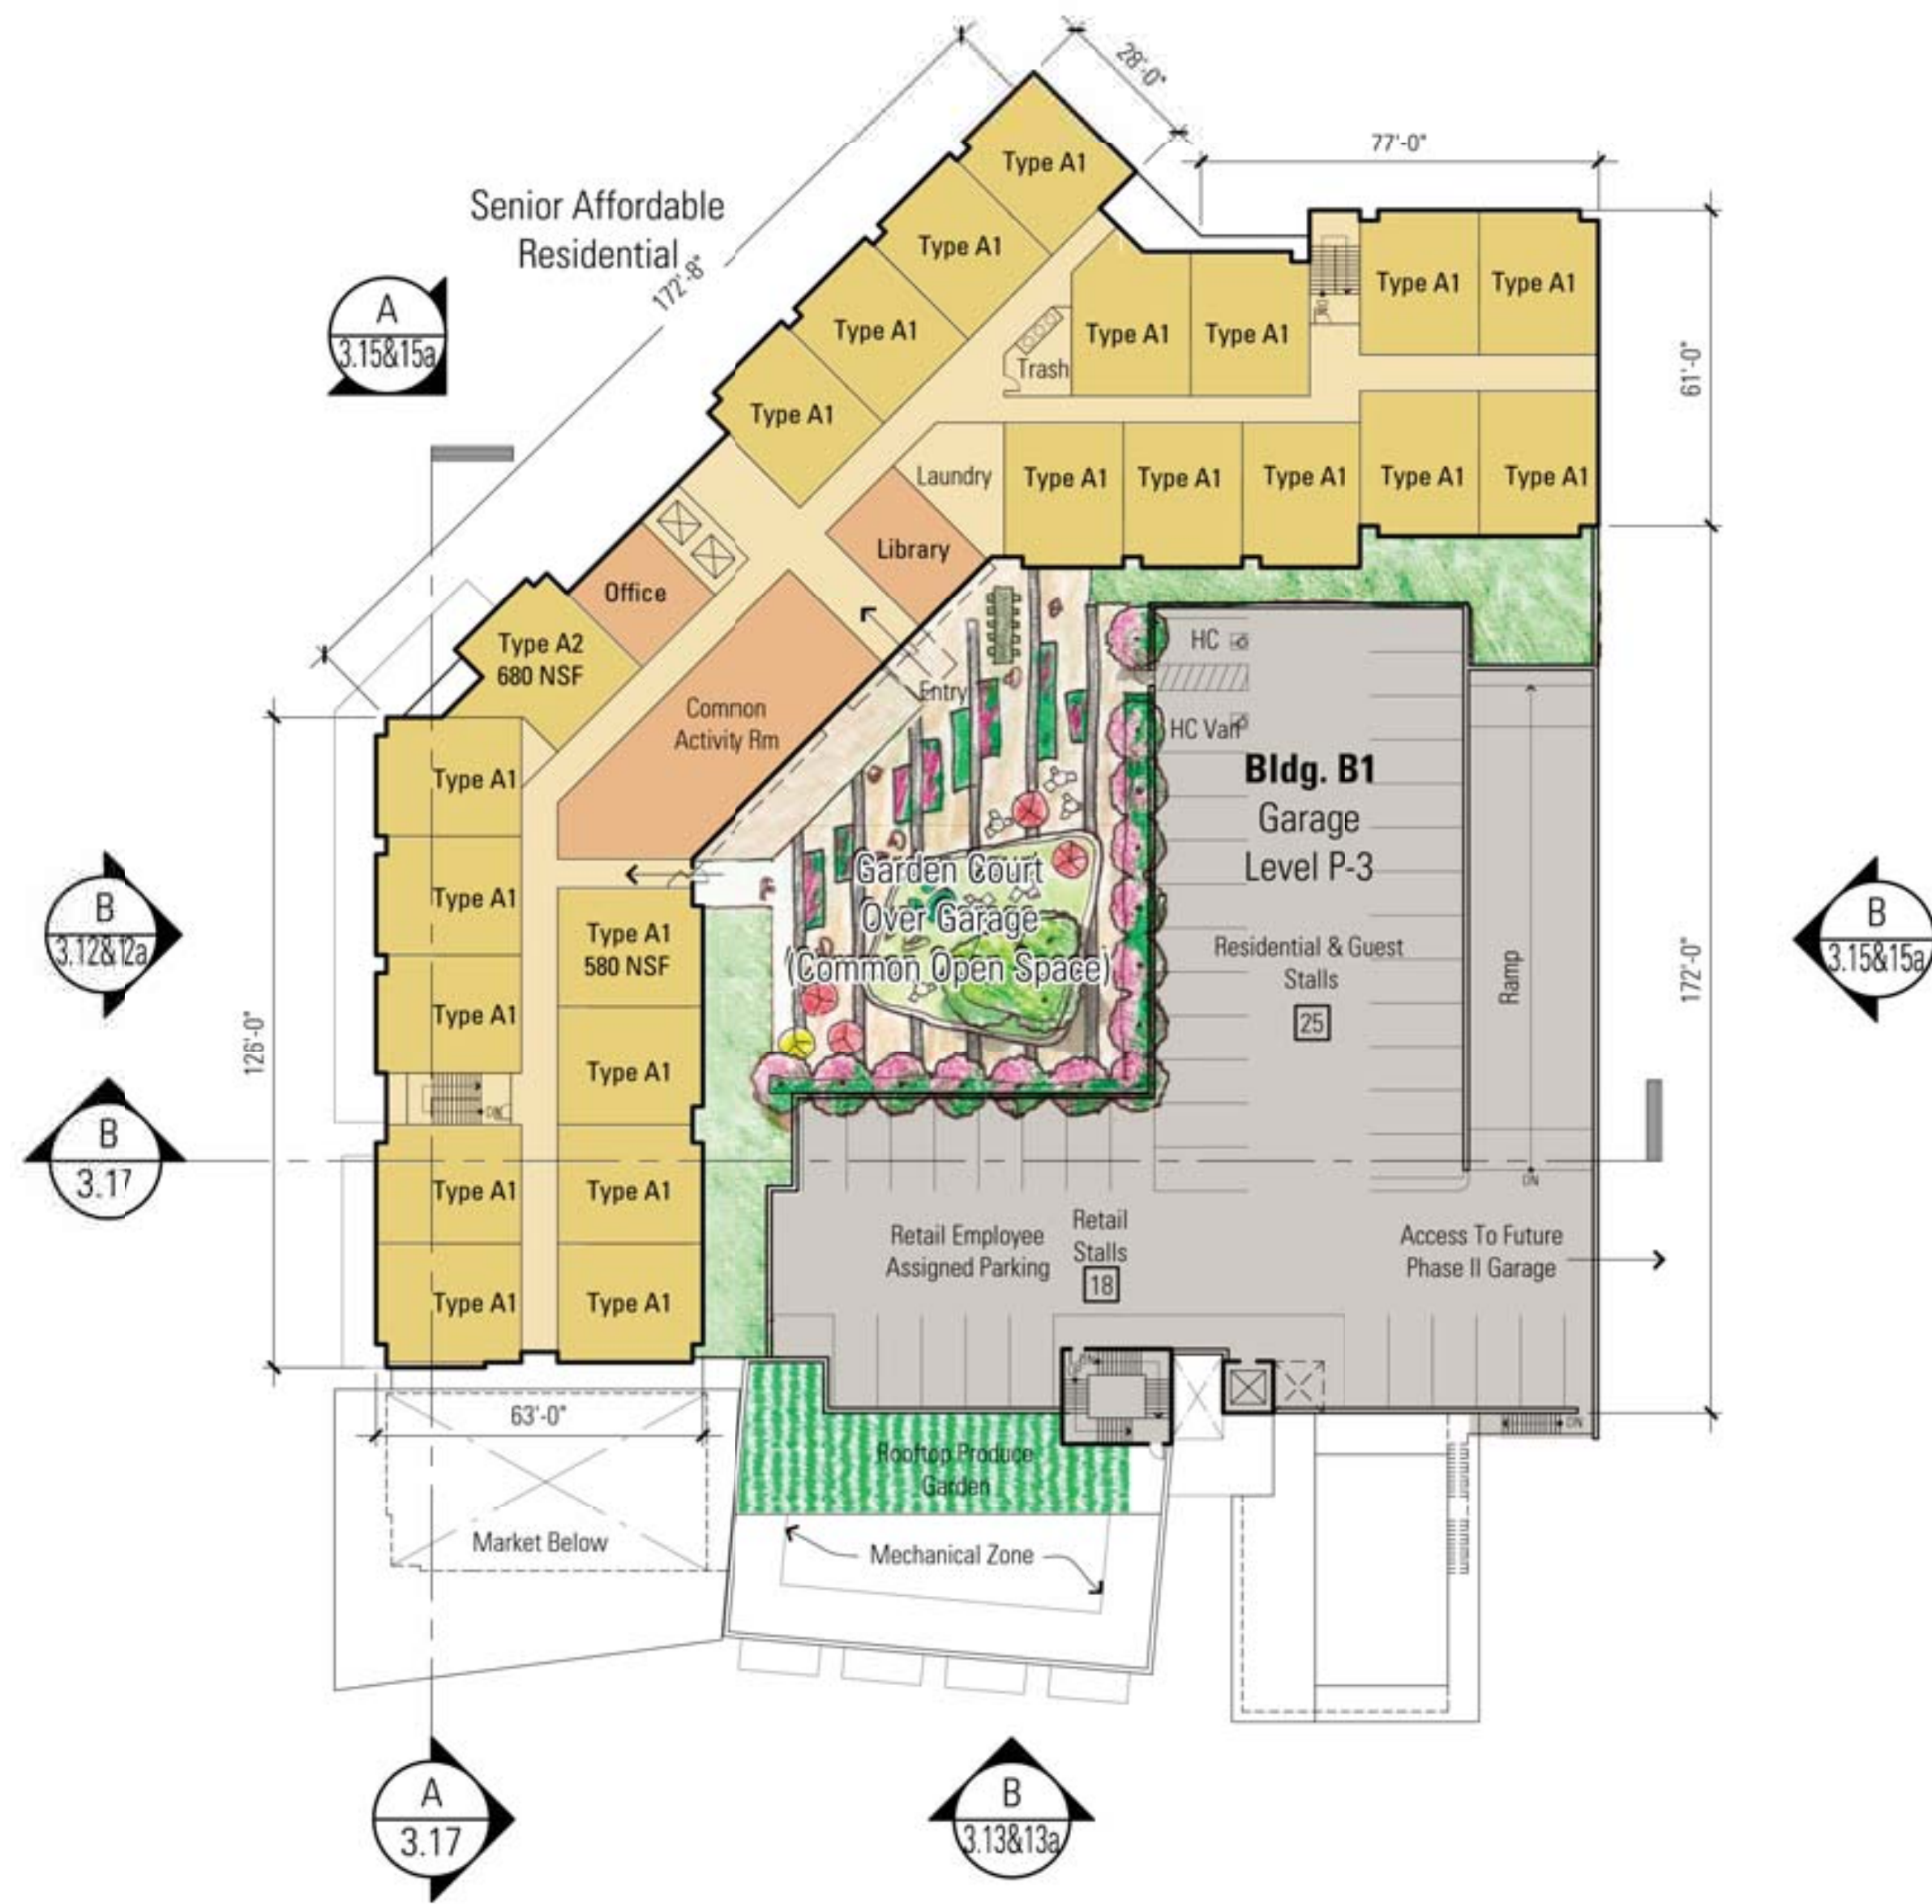 28'-0"
77'-0"
Senior Affordable
Residential
172'-8"
A
3.15&15a
Type A1
Type A1
Type A1
Type A1
Type A1
Type A1
DN
Type A1
Type A1
Trash
61'-0"
Laundry
Type A1
Type A1
Type A1
Type A1
Type A1
Library
Office
Type A2
680 NSF
Common
Activity Rm
Entry
HC
HC Van
Bldg. B1
Garage
Level P-3
Residential & Guest
Stalls
25
Ramp
DN
172'-0"
B
3.15&15a
Garden Court
Over Garage
(Common Open Space)
Type A1
Type A1
Type A1
Type A1
580 NSF
Type A1
DN
Type A1
Type A1
Type A1
Type A1
B
3.12&12a
126'-0"
B
3.17
Retail Employee
Assigned Parking
Retail
Stalls
18
Access To Future
Phase II Garage
DN
DN
63'-0"
Market Below
Rooftop Produce
Garden
Mechanical Zone
A
3.17
B
3.13&13a